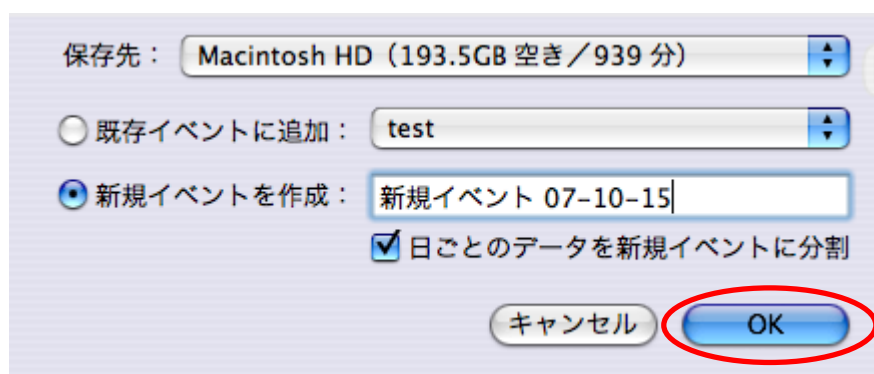 保存先： Macintosh HD（193.5GB 空き／939 分）
既存イベントに追加： test
新規イベントを作成： 新規イベント 07-10-15
日ごとのデータを新規イベントに分割
キャンセル OK